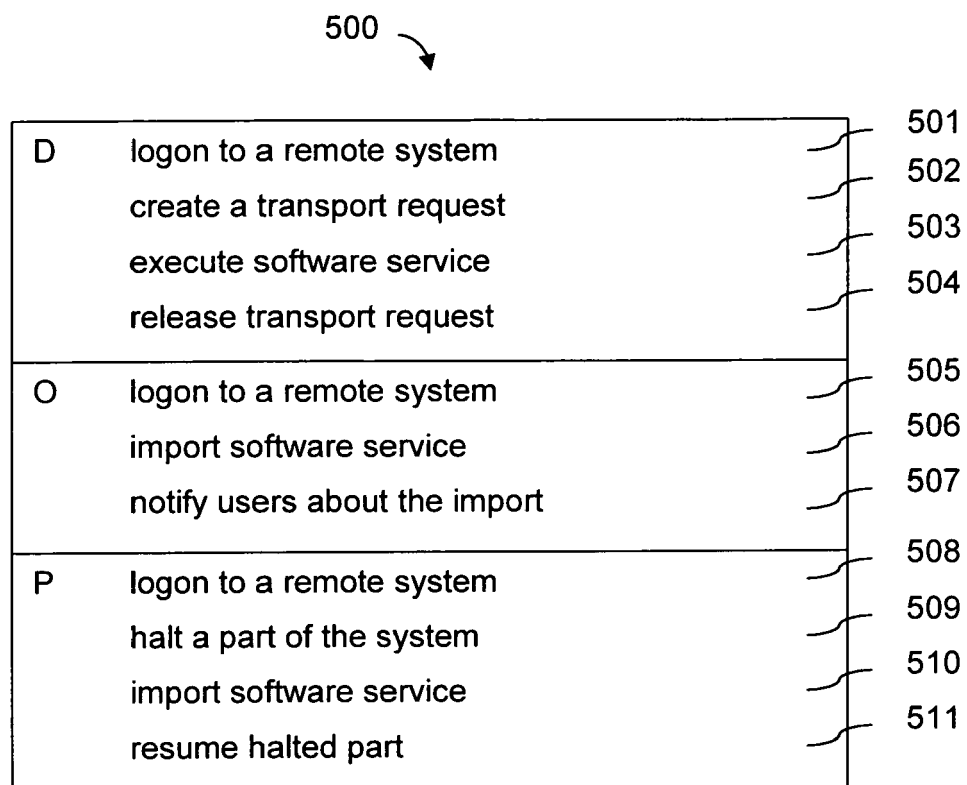 500
D logon to a remote system 501
create a transport request 502
execute software service 503
release transport request 504
O logon to a remote system 505
import software service 506
notify users about the import 507
P logon to a remote system 508
halt a part of the system 509
import software service 510
resume halted part 511